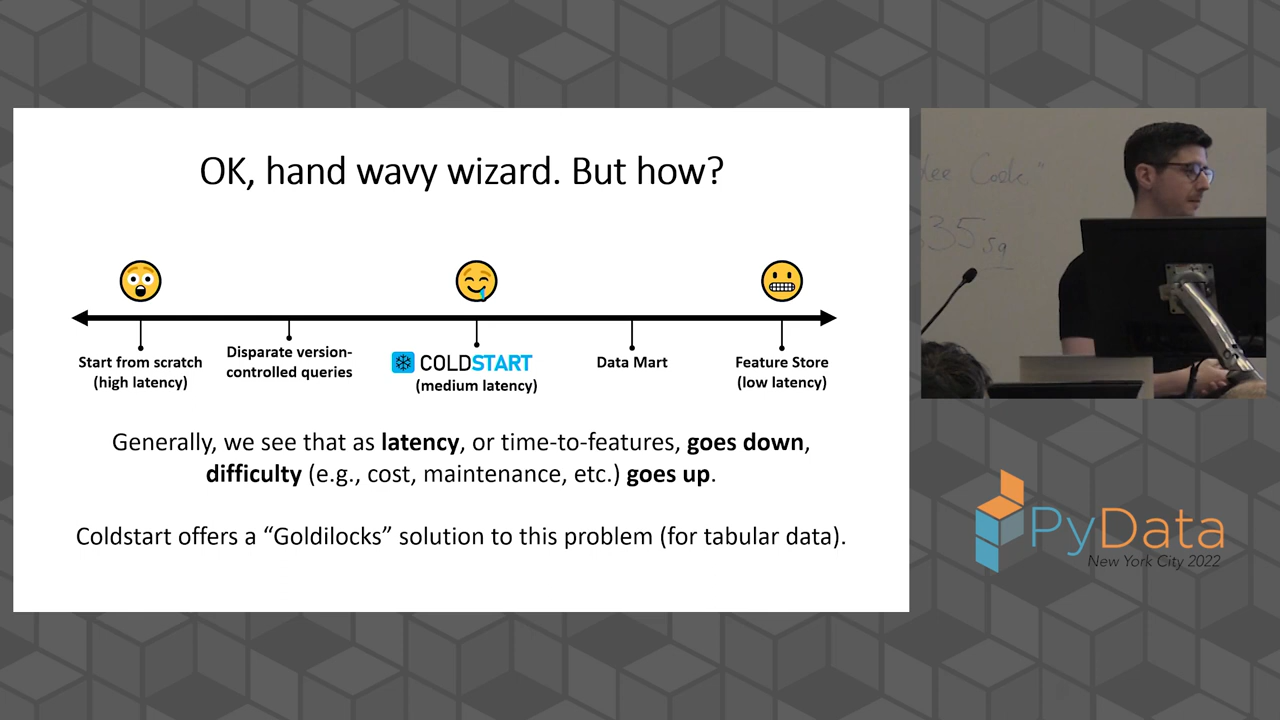 OK, hand wavy wizard. But how?
Start from scratch
(high latency)
Disparate version-
controlled queries
COLDSTART
(medium latency)
Data Mart
Feature Store
(low latency)
Generally, we see that as latency, or time-to-features, goes down,
difficulty (e.g., cost, maintenance, etc.) goes up.
Coldstart offers a “Goldilocks” solution to this problem (for tabular data).
Code"
35 sq
PyData
New York City 2022